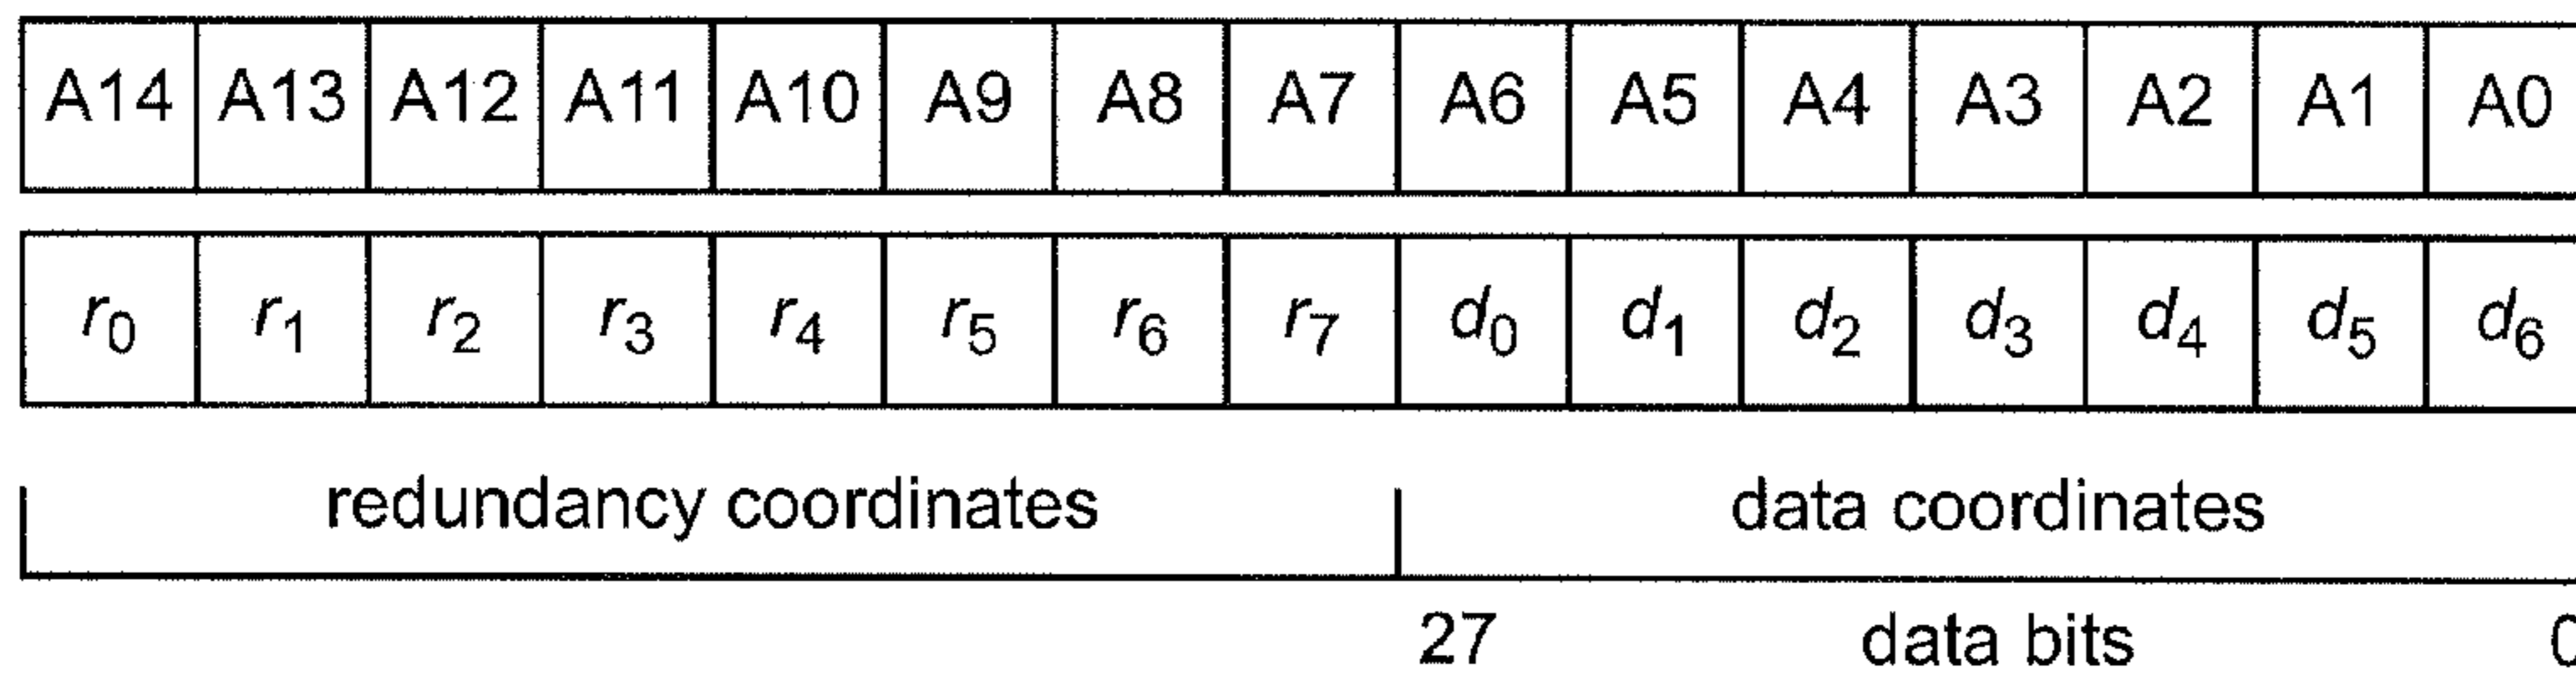 A14 A13 A12 A11 A10 A9 A8 A7 A6 A5 A4 A3 A2 A1 A0
r0 r1 r2 r3 r4 r5 r6 r7 d0 d1 d2 d3 d4 d5 d6
redundancy coordinates data coordinates
27 data bits 0